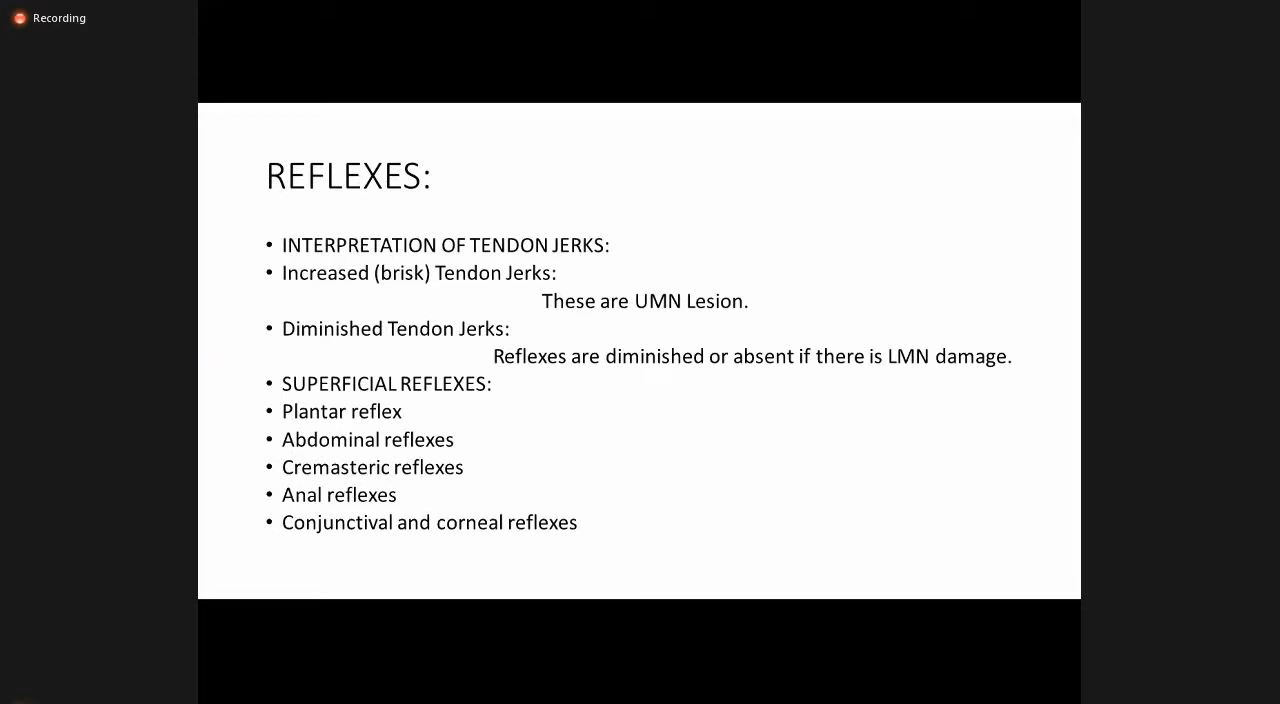 Recording
REFLEXES:
• INTERPRETATION OF TENDON JERKS:
• Increased (brisk) Tendon Jerks:
These are UMN Lesion.
• Diminished Tendon Jerks:
Reflexes are diminished or absent if there is LMN damage.
• SUPERFICIAL REFLEXES:
• Plantar reflex
• Abdominal reflexes
• Cremasteric reflexes
• Anal reflexes
• Conjunctival and corneal reflexes